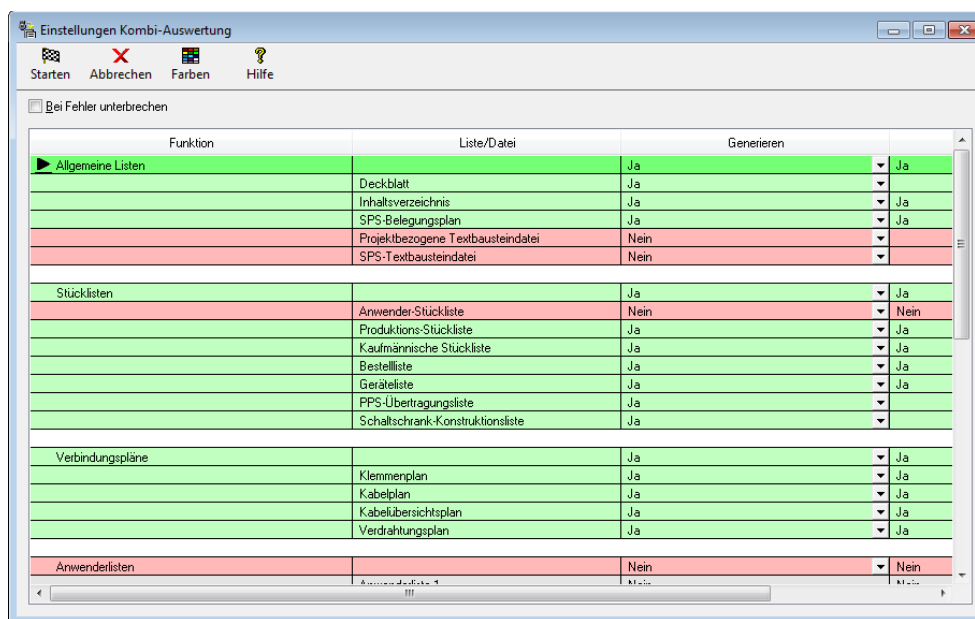 Einstellungen Kombi-Auswertung
Starten Abbrechen Farben Hilfe
Bei Fehler unterbrechen
Funktion Liste/Datei Generieren
Allgemeine Listen Ja Ja
Deckblatt Ja
Inhaltsverzeichnis Ja Ja
SPS-Belegungsplan Ja Ja
Projektbezogene Textbausteindatei Nein
SPS-Textbausteindatei Nein
Stücklisten Ja Ja
Anwender-Stückliste Nein Nein
Produktions-Stückliste Ja Ja
Kaufmännische Stückliste Ja Ja
Bestellliste Ja Ja
Geräteliste Ja Ja
PPS-Übertragungsliste Ja
Schaltschrank-Konstruktionsliste Ja
Verbindungspläne Ja Ja
Klemmenplan Ja Ja
Kabelplan Ja Ja
Kabelübersichtsplan Ja Ja
Verdrahtungsplan Ja Ja
Anwenderlisten Nein Nein
Anwenderliste 1 Nein Nein